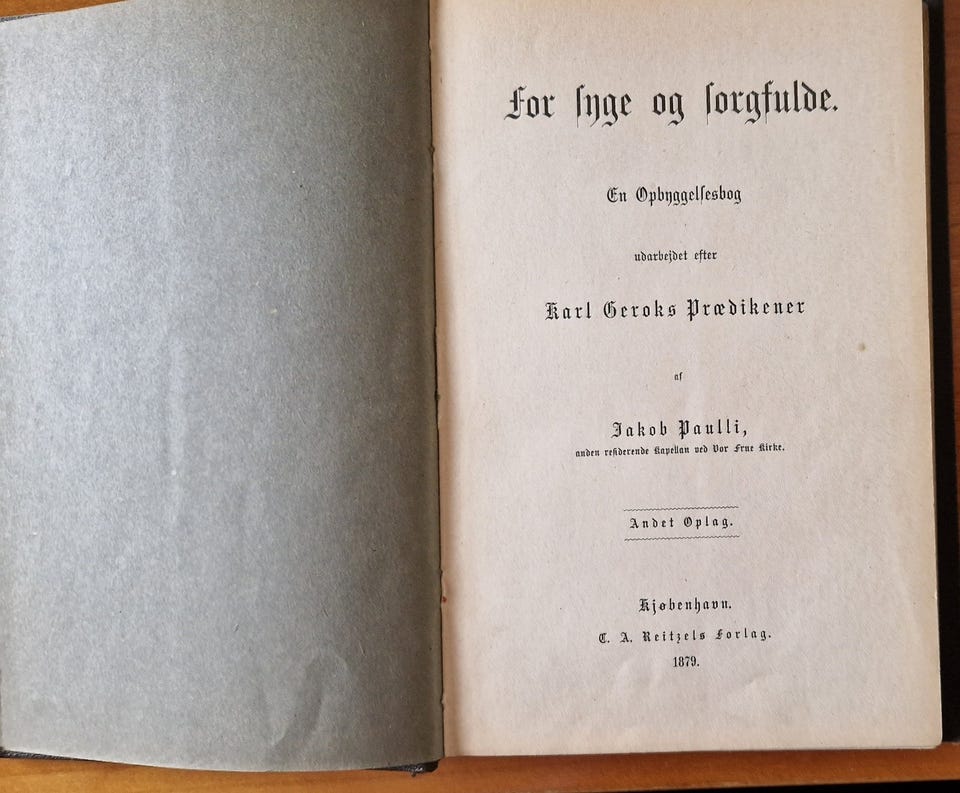 For syge og sorgfulde.
En Opbyggelsesbog
udarbejdet efter
Karl Geroks Prædikener
af
Jakob Paulli,
anden residerende Kapellan ved Vor Frue Kirke.
Andet Oplag.
Kjøbenhavn.
C. A. Reitzels Forlag.
1879.